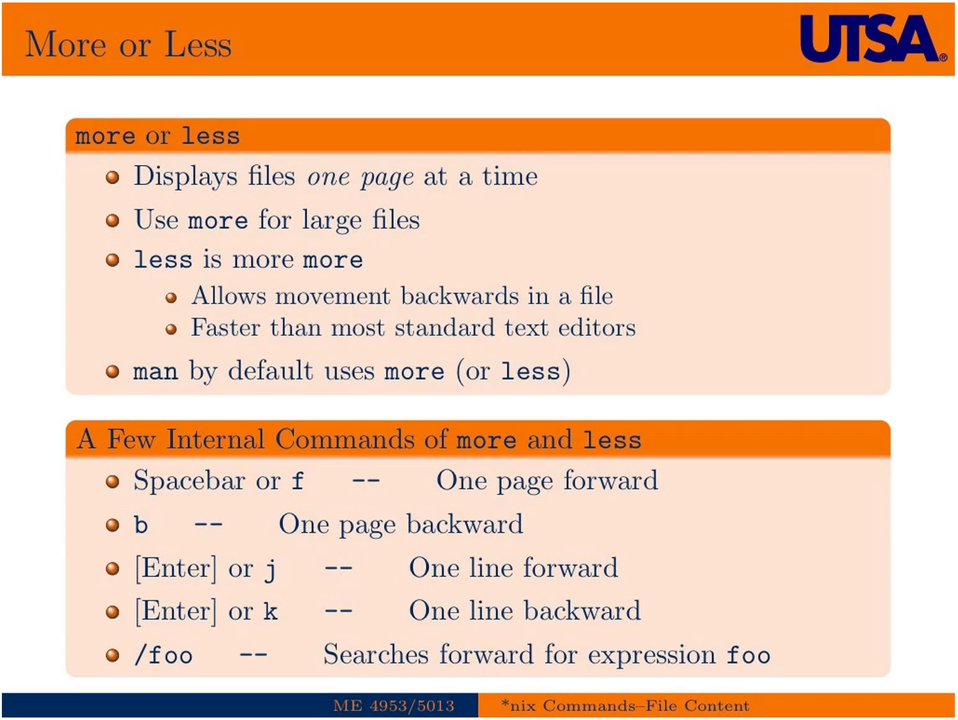 More or Less
UTSA®
more or less
Displays files one page at a time
Use more for large files
less is more more
Allows movement backwards in a file
Faster than most standard text editors
man by default uses more (or less)
A Few Internal Commands of more and less
Spacebar or f -- One page forward
b -- One page backward
[Enter] or j -- One line forward
[Enter] or k -- One line backward
/foo -- Searches forward for expression foo
ME 4953/5013 *nix Commands–File Content